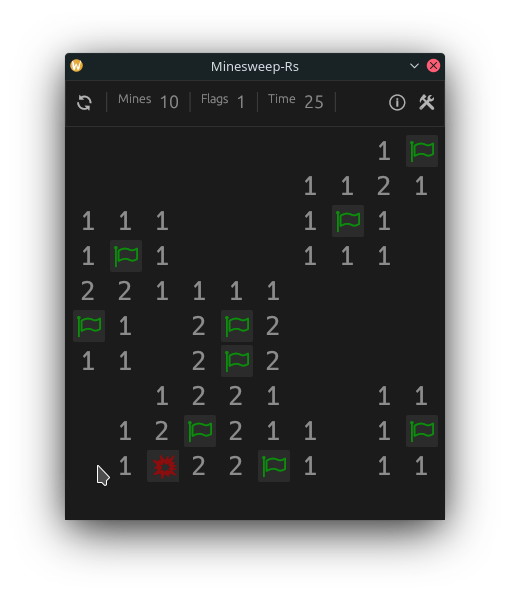 Minesweep-Rs
Mines 10 Flags 1 Time 25
1
1 1 2 1
1 1 1 1 1
1 1 1 1 1
2 2 1 1 1 1
1 2 2
1 1 2 2
1 2 2 1 1 1
1 2 2 1 1 1
1 2 2 1 1 1